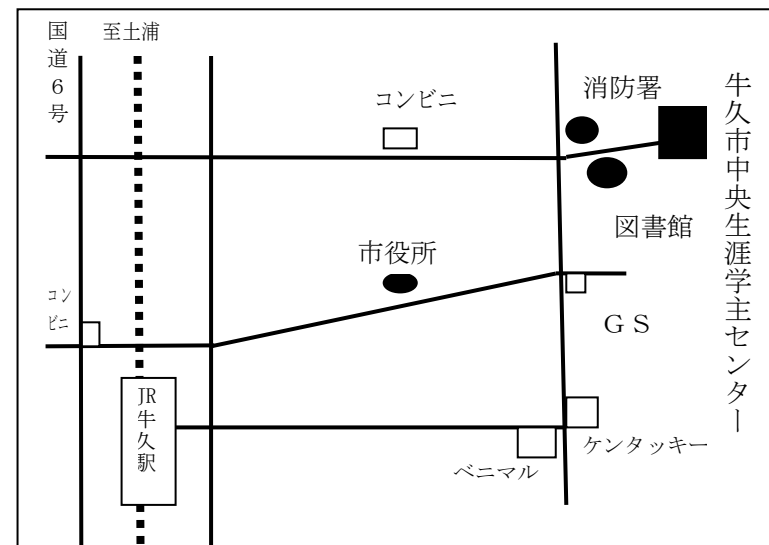 国道6号
至土浦
コンビニ
消防署
牛久市中央生涯学主センター
図書館
市役所
コンビニ
GS
JR牛久駅
ケンタッキー
ベニマル